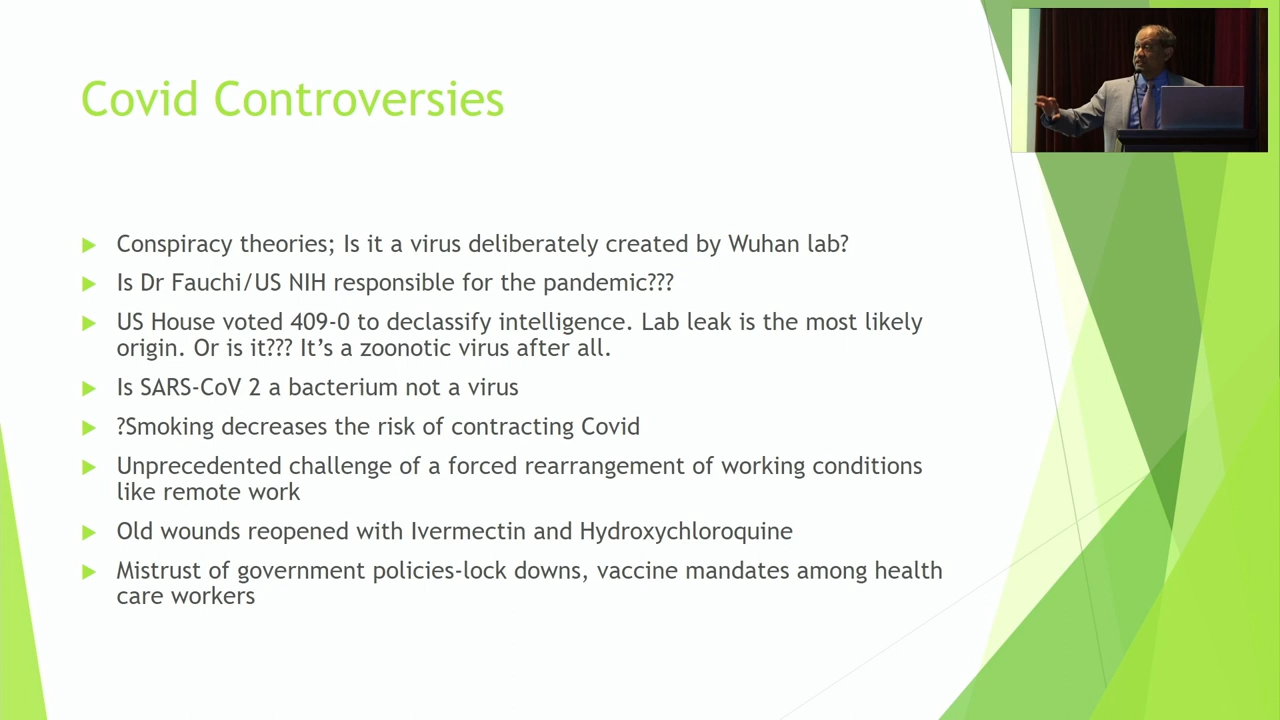 Covid Controversies
Conspiracy theories; Is it a virus deliberately created by Wuhan lab?
Is Dr Fauchi/US NIH responsible for the pandemic???
US House voted 409-0 to declassify intelligence. Lab leak is the most likely
origin. Or is it??? It’s a zoonotic virus after all.
Is SARS-CoV 2 a bacterium not a virus
?Smoking decreases the risk of contracting Covid
Unprecedented challenge of a forced rearrangement of working conditions
like remote work
Old wounds reopened with Ivermectin and Hydroxychloroquine
Mistrust of government policies-lock downs, vaccine mandates among health
care workers